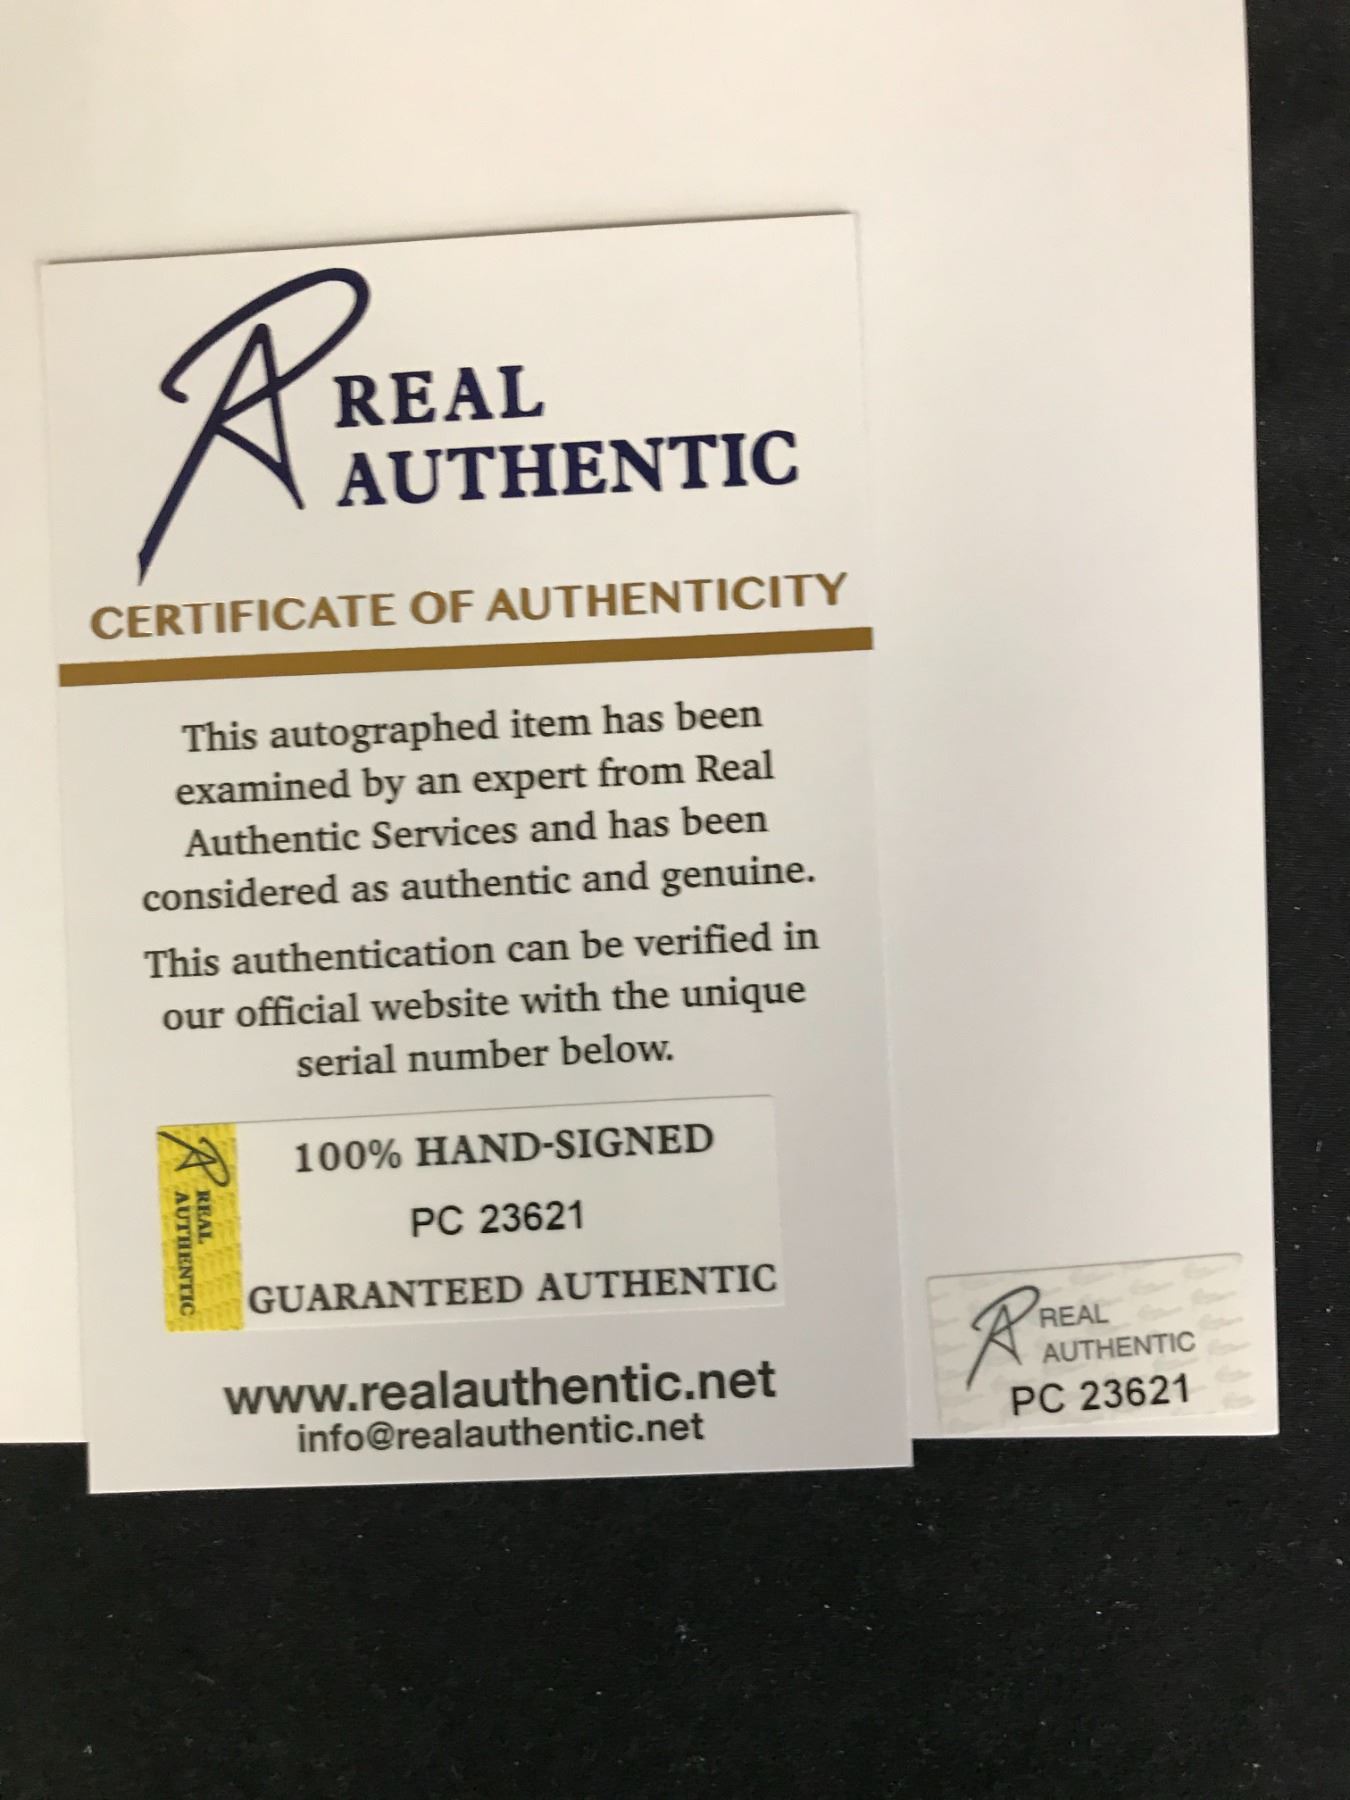 REAL
AUTHENTIC
CERTIFICATE OF AUTHENTICITY
This autographed item has been
examined by an expert from Real
Authentic Services and has been
considered as authentic and genuine.
This authentication can be verified in
our official website with the unique
serial number below.
REAL
AUTHENTIC
100% HAND-SIGNED
PC 23621
GUARANTEED AUTHENTIC
www.realauthentic.net
info@realauthentic.net
REAL
AUTHENTIC
PC 23621